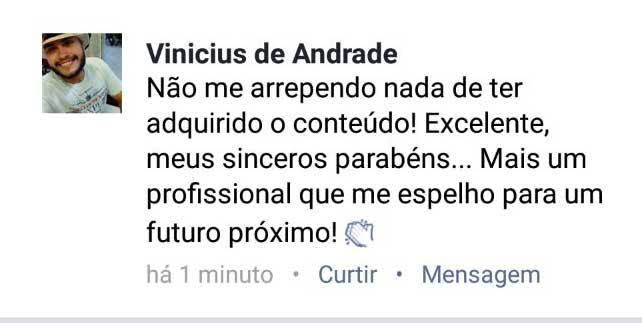 Vinicius de Andrade
Não me arrependo nada de ter
adquirido o conteúdo! Excelente,
meus sinceros parabéns... Mais um
profissional que me espelho para um
futuro próximo!
há 1 minuto • Curtir • Mensagem